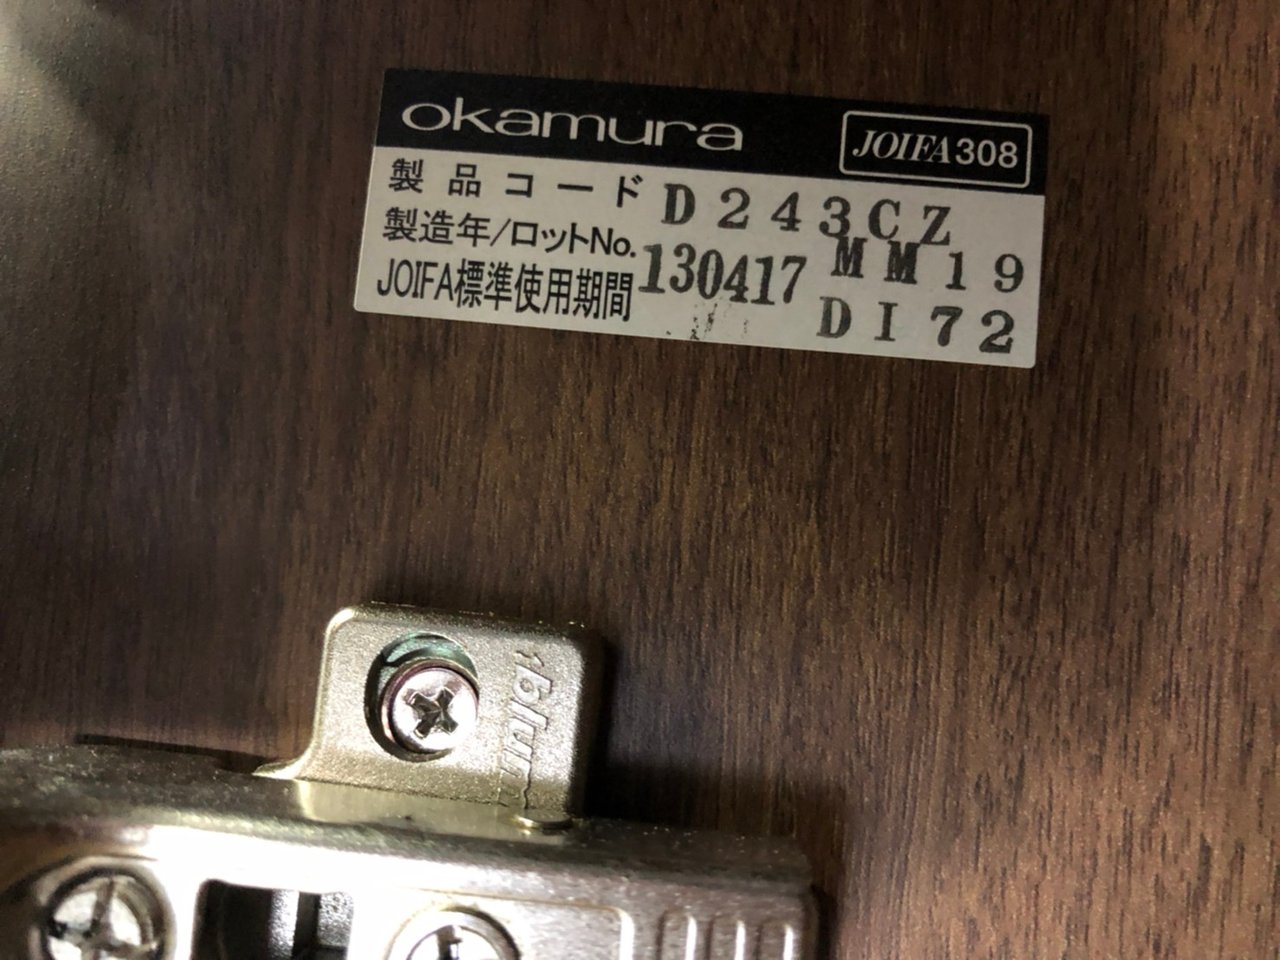 okamura JOIFA308
製品コード D243CZ MM19
製造年/ロットNo. 130417 DI72
JOIFA標準使用期間
blum